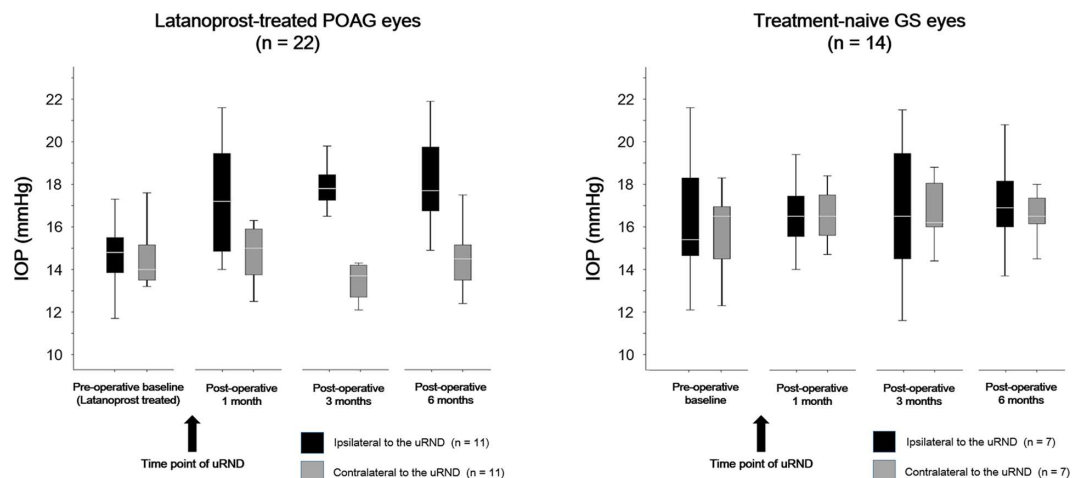 Latanoprost-treated POAG eyes
(n = 22)
IOP (mmHg)
22
20
18
16
14
12
10
Pre-operative baseline
(Latanoprost treated)
Post-operative
1 month
Post-operative
3 months
Post-operative
6 months
Time point of uRND
Ipsilateral to the uRND (n = 11)
Contralateral to the uRND (n = 11)
Treatment-naive GS eyes
(n = 14)
IOP (mmHg)
22
20
18
16
14
12
10
Pre-operative
baseline
Post-operative
1 month
Post-operative
3 months
Post-operative
6 months
Time point of uRND
Ipsilateral to the uRND (n = 7)
Contralateral to the uRND (n = 7)